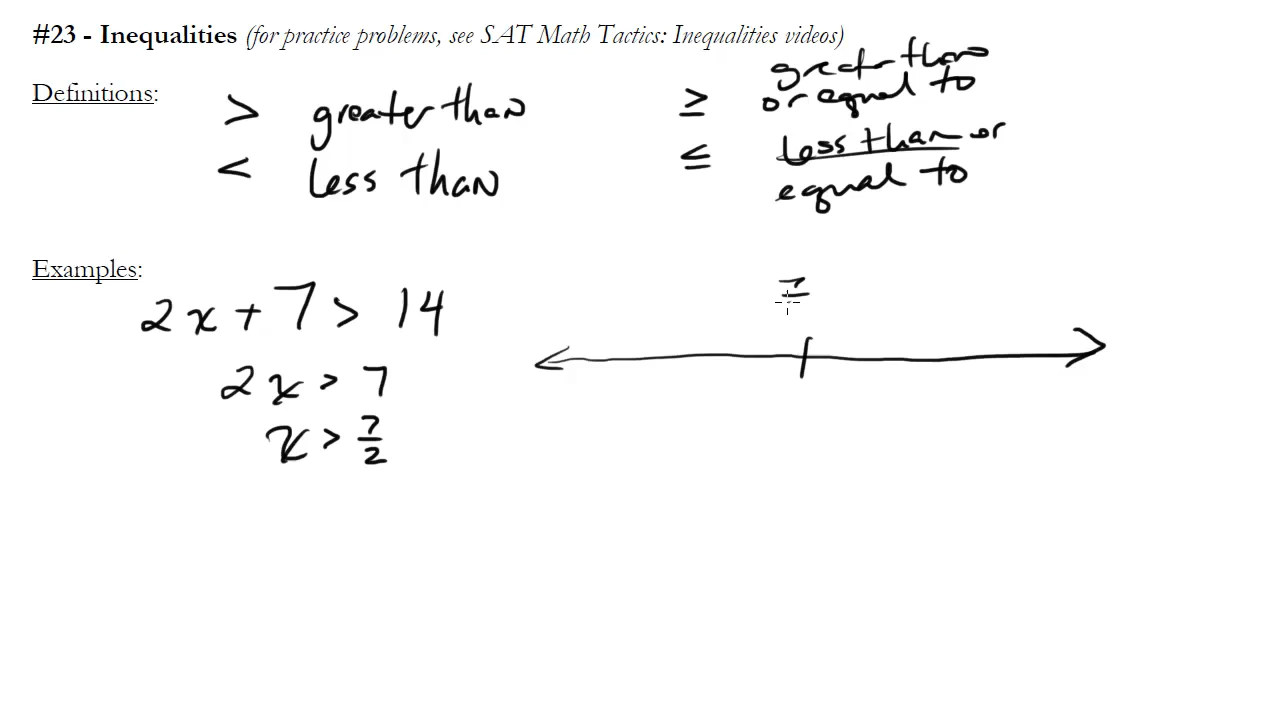 #23 - Inequalities (for practice problems, see SAT Math Tactics: Inequalities videos)
Definitions:
> greater than
< less than
≥ greater than
or equal to
≤ less than or
equal to
Examples:
2x + 7 > 14
2x > 7
x > 7/2
7